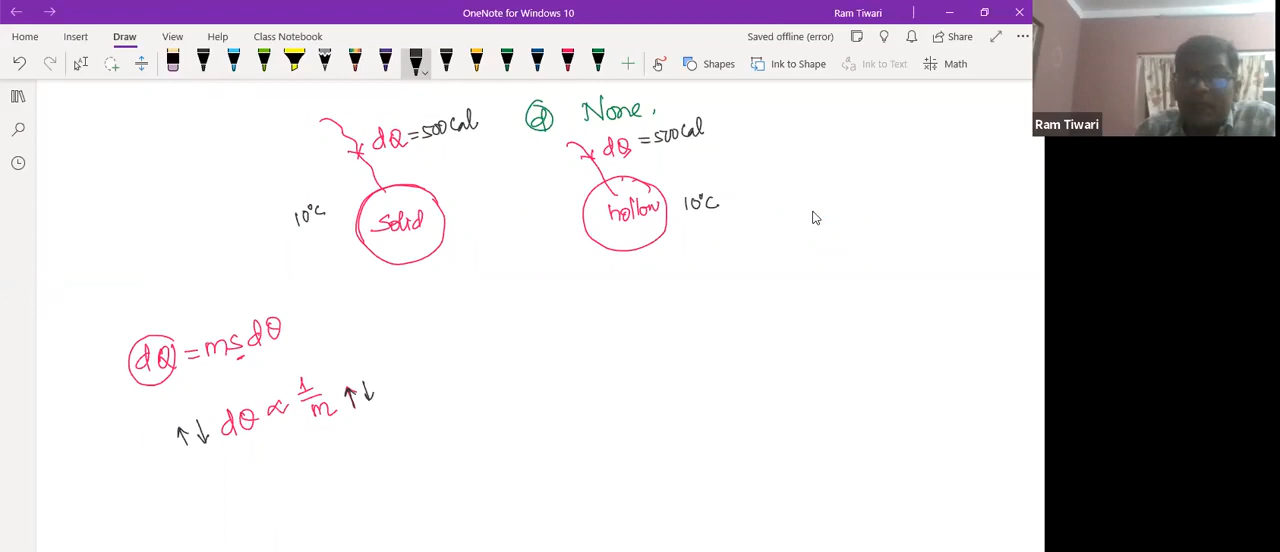 OneNote for Windows 10
Ram Tiwari
Home Insert Draw View Help Class Notebook
Saved offline (error)
Share
Shapes
Ink to Shape
Ink to Text
Math
Ram Tiwari
d None.
dQ = 500 Cal
dQ = 500 Cal
10°C
Solid
hollow
10°C
dQ = msdθ
↑↓ dθ ∝ 1/m ↑↓